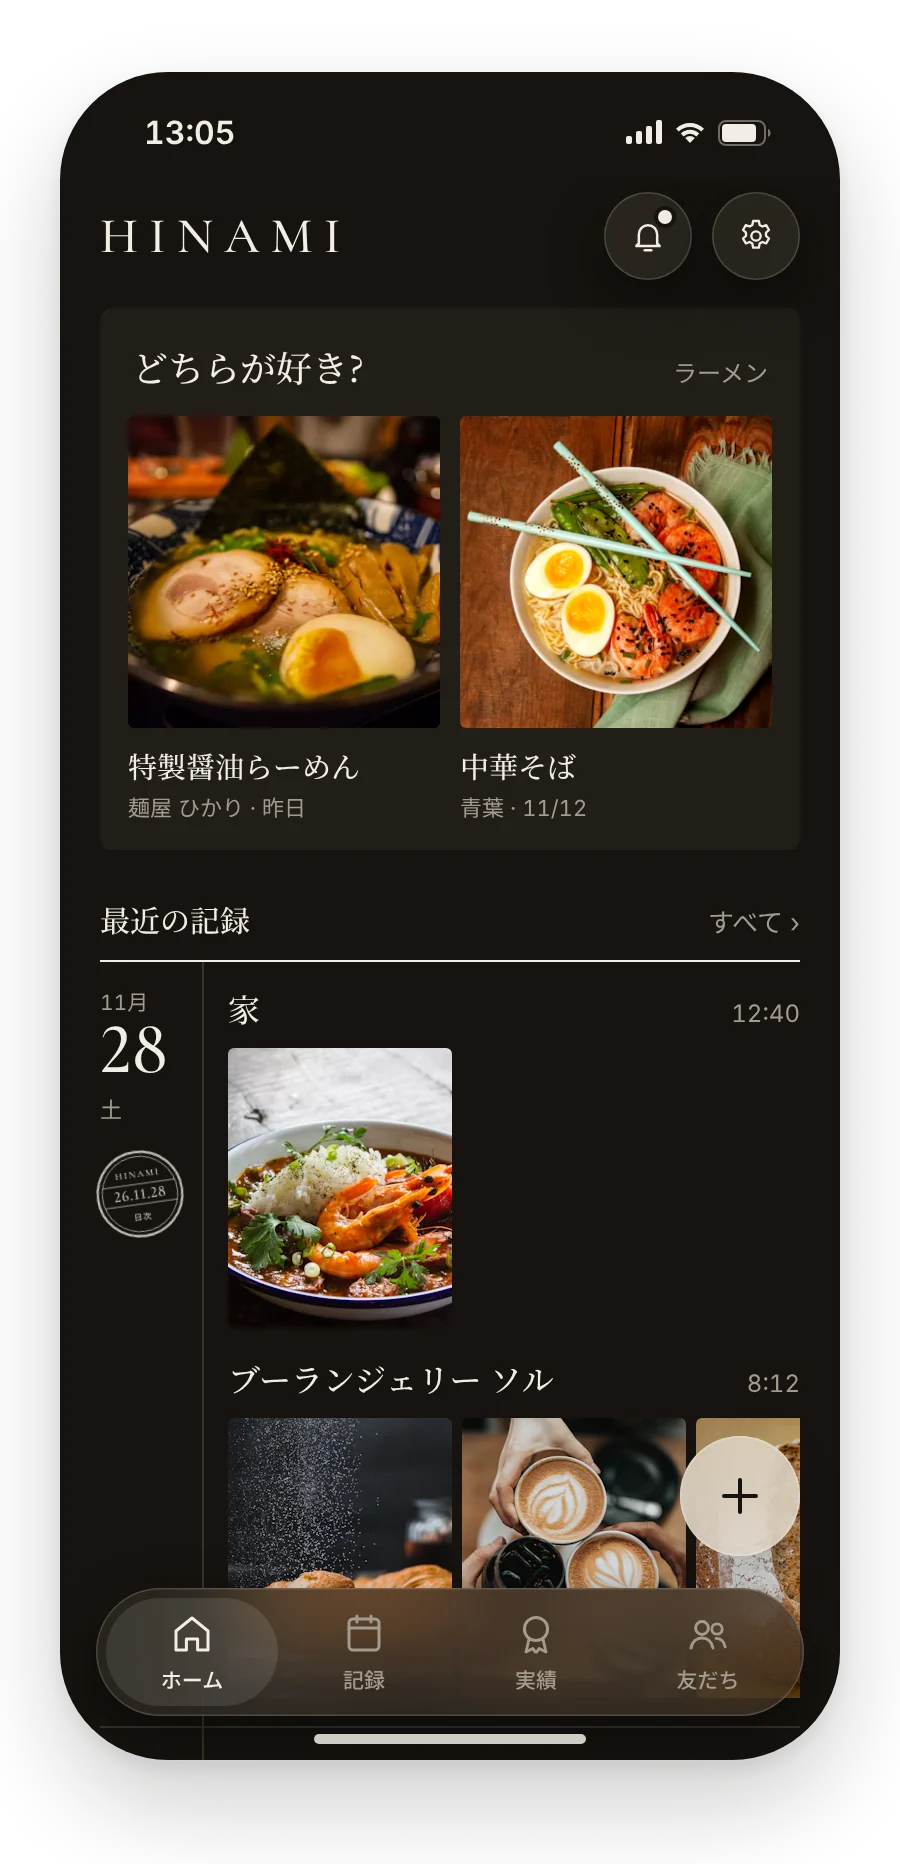 13:05
HINAMI
どちらが好き?
ラーメン
特製醤油らーめん
麺屋 ひかり · 昨日
中華そば
青葉 · 11/12
最近の記録
すべて ›
11月
28
土
HINAMI
26.11.28
目次
家
12:40
ブーランジェリー ソル
8:12
ホーム
記録
実績
友だち